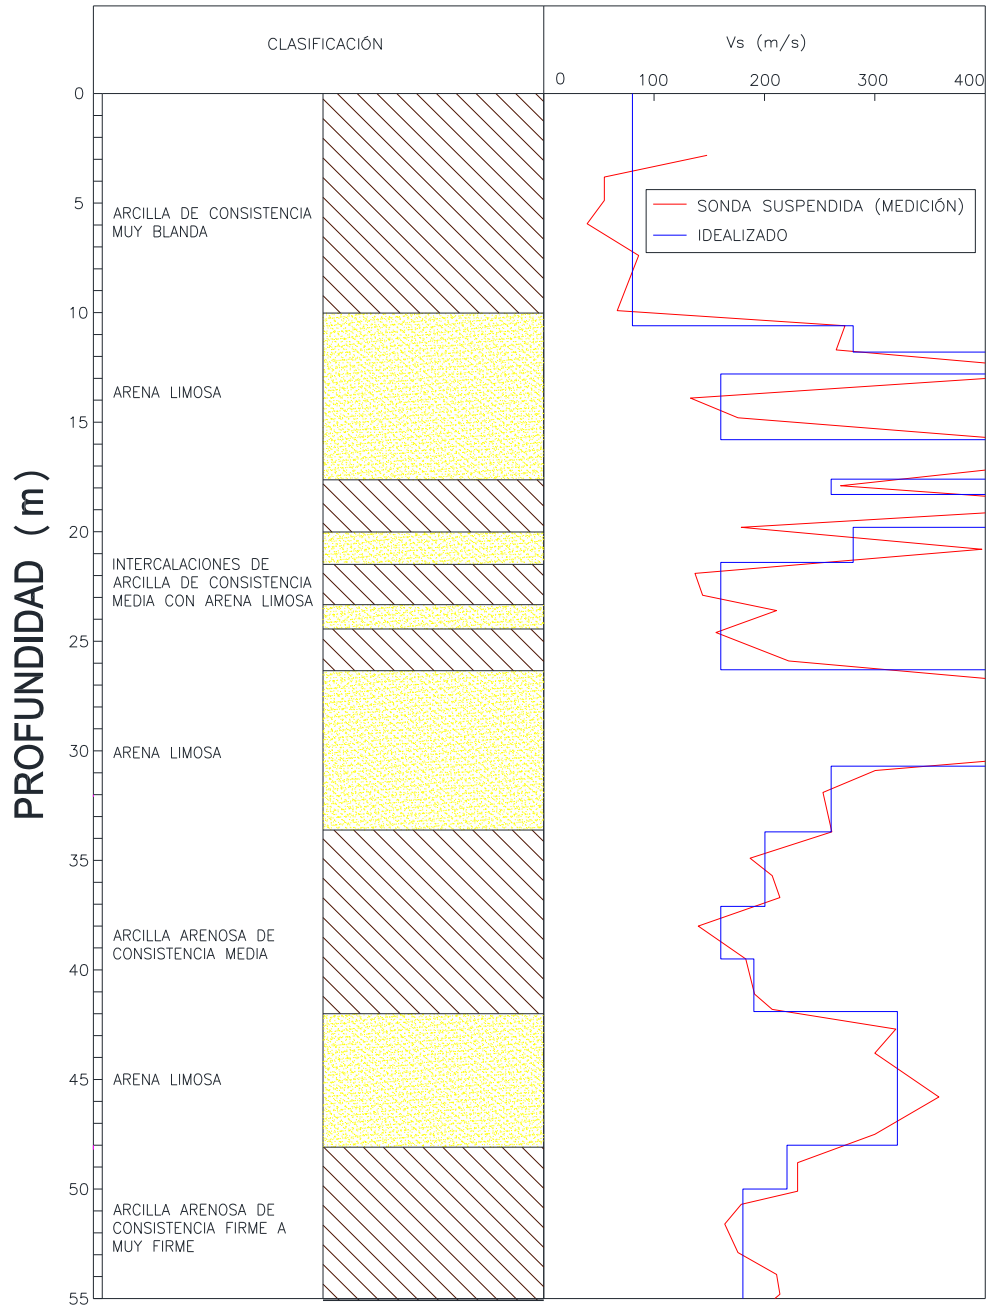 CLASIFICACIÓN
Vs (m/s)
0
100
200
300
400
PROFUNDIDAD (m)
0
5
10
15
20
25
30
35
40
45
50
55
ARCILLA DE CONSISTENCIA
MUY BLANDA
ARENA LIMOSA
INTERCALACIONES DE
ARCILLA DE CONSISTENCIA
MEDIA CON ARENA LIMOSA
ARENA LIMOSA
ARCILLA ARENOSA DE
CONSISTENCIA MEDIA
ARENA LIMOSA
ARCILLA ARENOSA DE
CONSISTENCIA FIRME A
MUY FIRME
SONDA SUSPENDIDA (MEDICIÓN)
IDEALIZADO